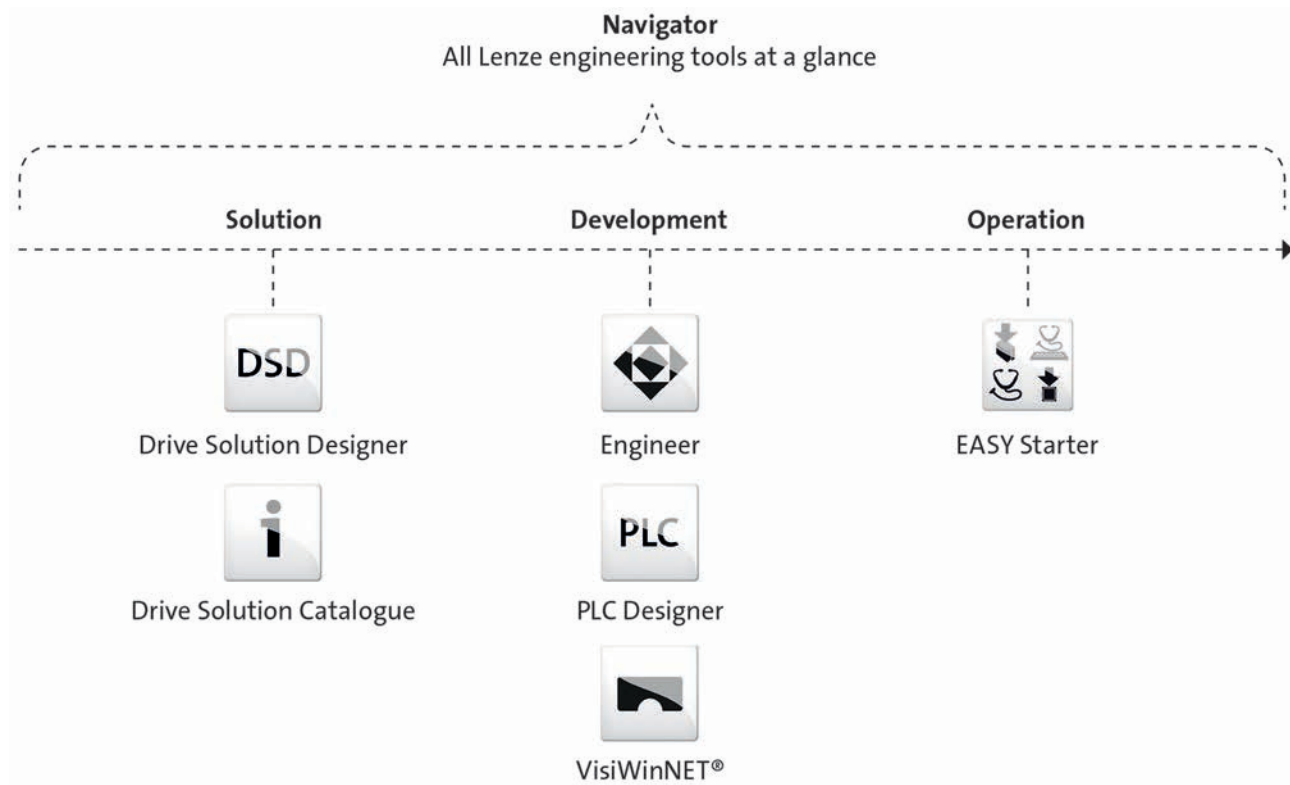 Navigator
All Lenze engineering tools at a glance
Solution
Development
Operation
DSD
Drive Solution Designer
Engineer
EASY Starter
i
PLC
Drive Solution Catalogue
PLC Designer
VisiWinNET®